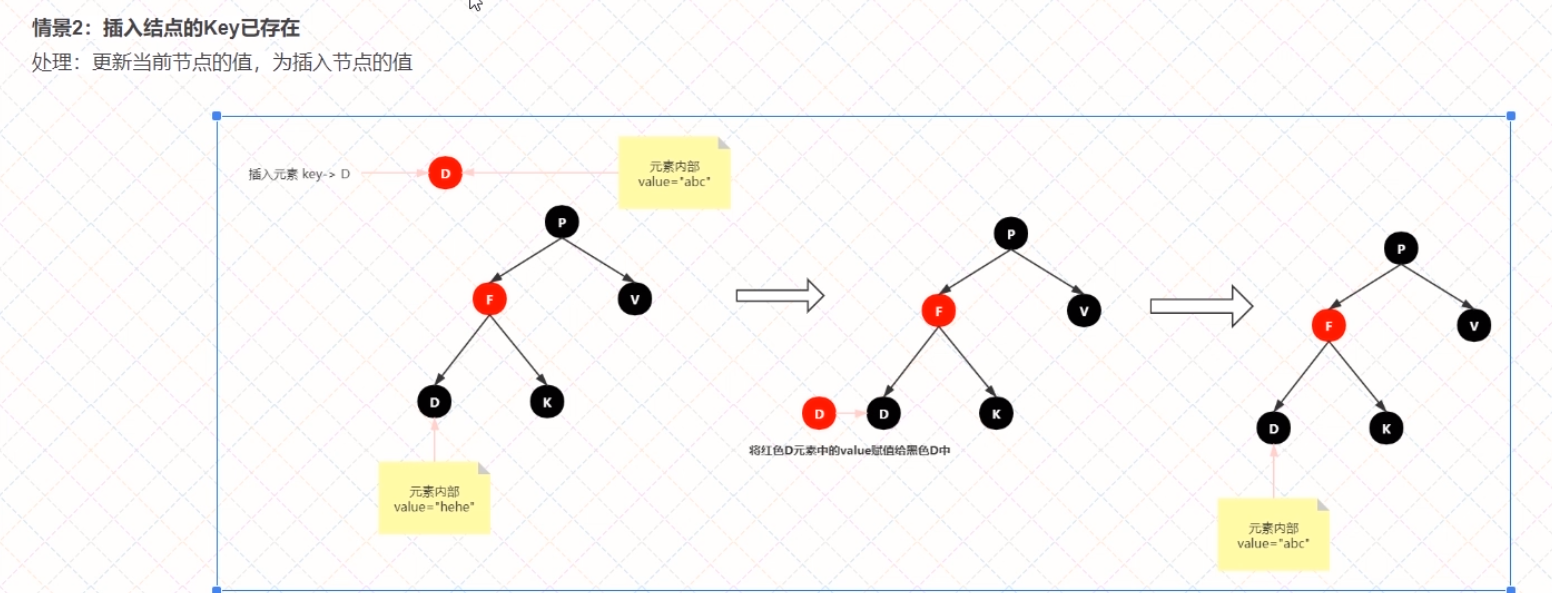 情景2：插入结点的Key已存在
处理：更新当前节点的值，为插入节点的值
插入元素 key-> D
D
元素内部
value="abc"
P
F
V
D
K
元素内部
value="hehe"
P
F
V
D
D
K
将红色D元素中的value赋值给黑色D中
P
F
V
D
K
元素内部
value="abc"